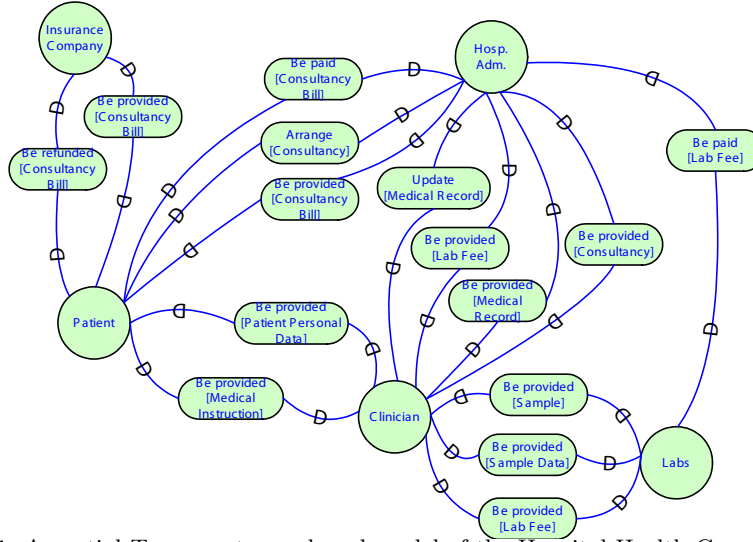 Insurance
Company
Hosp.
Adm.
Be paid
[Consultancy
Bill]
Be provided
[Consultancy
Bill]
Arrange
[Consultancy]
Be paid
[Lab Fee]
Be refunded
[Consultancy
Bill]
Be provided
[Consultancy
Bill]
Update
[Medical Record]
Be provided
[Lab Fee]
Be provided
[Consultancy]
Be provided
[Medical
Record]
Patient
Be provided
[Patient Personal
Data]
Be provided
[Medical
Instruction]
Clinician
Be provided
[Sample]
Be provided
[Sample Data]
Labs
Be provided
[Lab Fee]